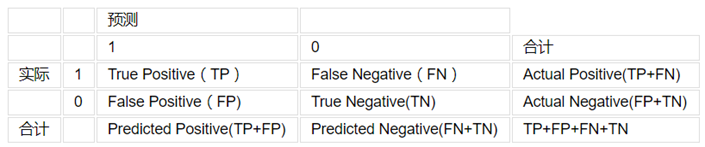 预测
1 0 合计
实际 1 True Positive（TP） False Negative（FN） Actual Positive(TP+FN)
0 False Positive（FP) True Negative(TN) Actual Negative(FP+TN)
合计 Predicted Positive(TP+FP) Predicted Negative(FN+TN) TP+FP+FN+TN